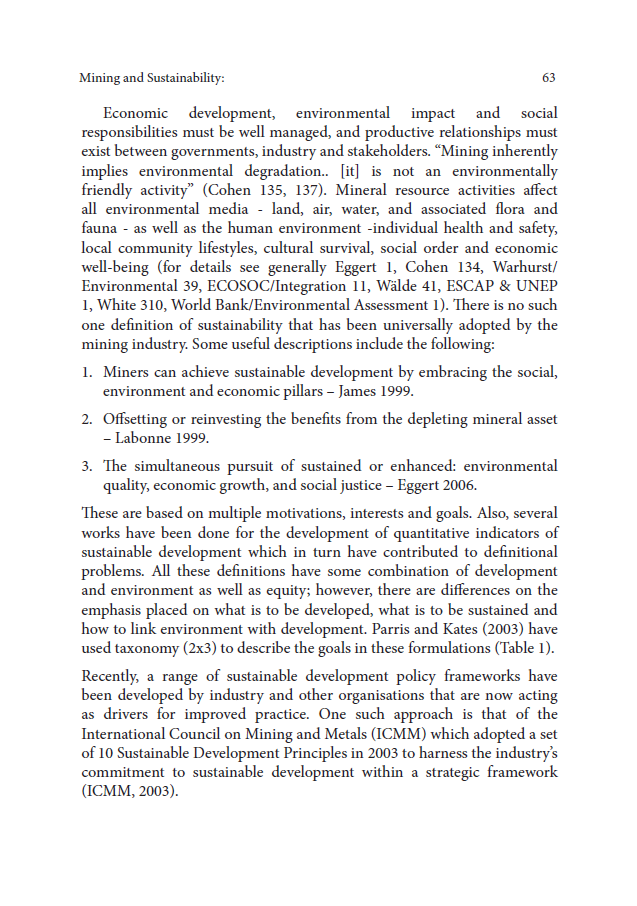 Mining and Sustainability: 63
Economic development, environmental impact and social
responsibilities must be well managed, and productive relationships must
exist between governments, industry and stakeholders. “Mining inherently
implies environmental degradation.. [it] is not an environmentally
friendly activity” (Cohen 135, 137). Mineral resource activities affect
all environmental media - land, air, water, and associated flora and
fauna - as well as the human environment -individual health and safety,
local community lifestyles, cultural survival, social order and economic
well-being (for details see generally Eggert 1, Cohen 134, Warhurst/
Environmental 39, ECOSOC/Integration 11, Wälde 41, ESCAP & UNEP
1, White 310, World Bank/Environmental Assessment 1). There is no such
one definition of sustainability that has been universally adopted by the
mining industry. Some useful descriptions include the following:
1. Miners can achieve sustainable development by embracing the social,
environment and economic pillars – James 1999.
2. Offsetting or reinvesting the benefits from the depleting mineral asset
– Labonne 1999.
3. The simultaneous pursuit of sustained or enhanced: environmental
quality, economic growth, and social justice – Eggert 2006.
These are based on multiple motivations, interests and goals. Also, several
works have been done for the development of quantitative indicators of
sustainable development which in turn have contributed to definitional
problems. All these definitions have some combination of development
and environment as well as equity; however, there are differences on the
emphasis placed on what is to be developed, what is to be sustained and
how to link environment with development. Parris and Kates (2003) have
used taxonomy (2x3) to describe the goals in these formulations (Table 1).
Recently, a range of sustainable development policy frameworks have
been developed by industry and other organisations that are now acting
as drivers for improved practice. One such approach is that of the
International Council on Mining and Metals (ICMM) which adopted a set
of 10 Sustainable Development Principles in 2003 to harness the industry’s
commitment to sustainable development within a strategic framework
(ICMM, 2003).